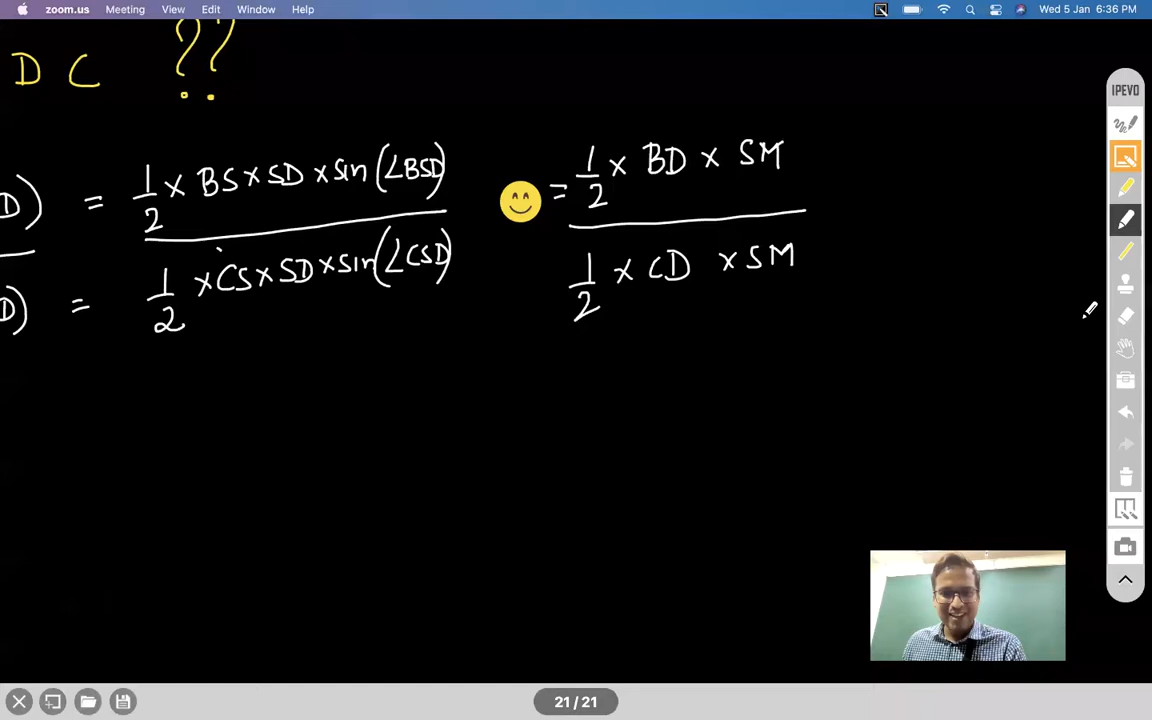 zoom.us Meeting View Edit Window Help Wed 5 Jan 6:36 PM
D C ??
IPEVO
D) = 1/2 × BS × SD × sin(∠BSD) = 1/2 × BD × SM
D) = 1/2 × CS × SD × sin(∠CSD) 1/2 × CD × SM
21 / 21